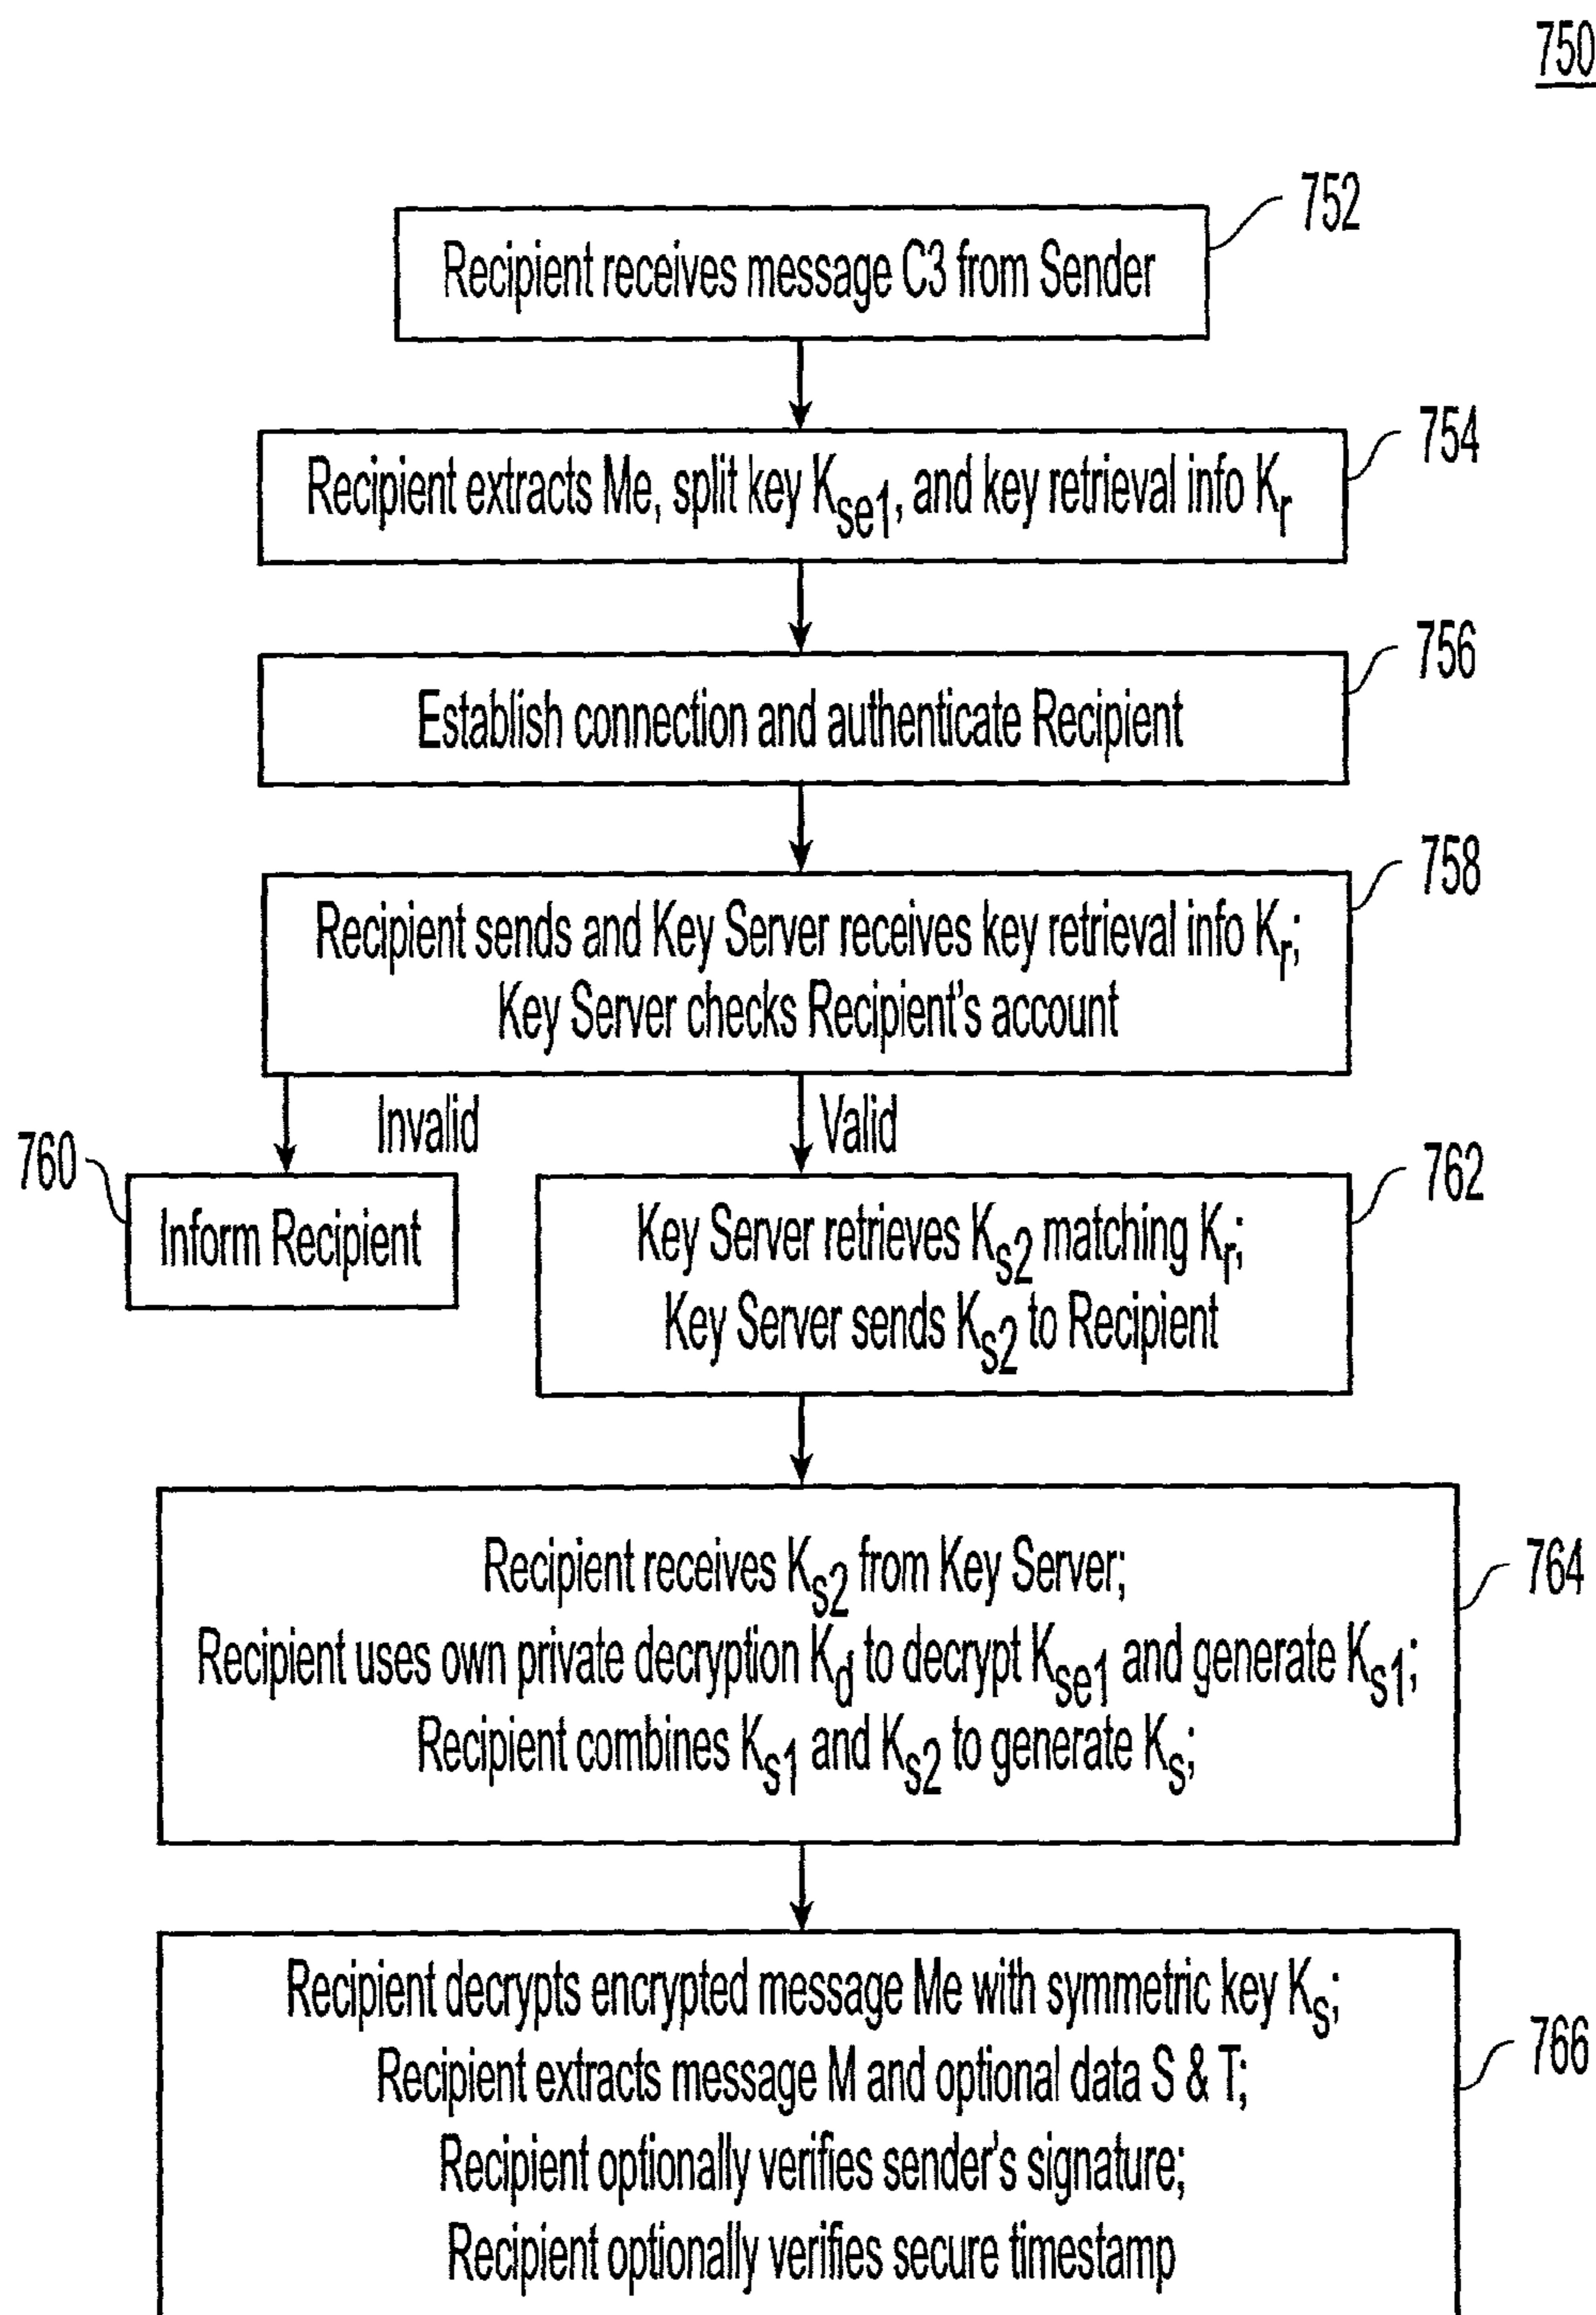 750
752
Recipient receives message C3 from Sender
754
Recipient extracts Me, split key Kse1, and key retrieval info Kr
756
Establish connection and authenticate Recipient
758
Recipient sends and Key Server receives key retrieval info Kr;
Key Server checks Recipient's account
Invalid
Valid
760
Inform Recipient
762
Key Server retrieves Ks2 matching Kr;
Key Server sends Ks2 to Recipient
764
Recipient receives Ks2 from Key Server;
Recipient uses own private decryption Kd to decrypt Kse1 and generate Ks1;
Recipient combines Ks1 and Ks2 to generate Ks;
766
Recipient decrypts encrypted message Me with symmetric key Ks;
Recipient extracts message M and optional data S & T;
Recipient optionally verifies sender's signature;
Recipient optionally verifies secure timestamp